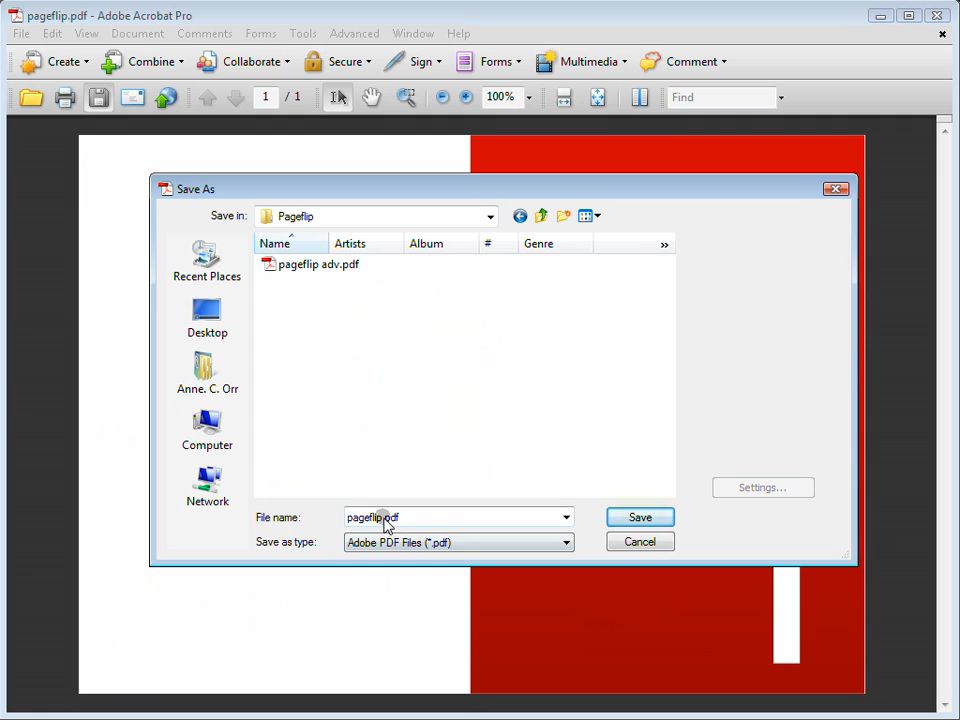 pageflip.pdf - Adobe Acrobat Pro
File Edit View Document Comments Forms Tools Advanced Window Help
Create Combine Collaborate Secure Sign Forms Multimedia Comment
1 / 1 100% Find
Save As
Save in: Pageflip
Name Artists Album # Genre »
pageflip adv.pdf
Recent Places
Desktop
Anne. C. Orr
Computer
Network
Settings...
File name: pageflip.pdf Save
Save as type: Adobe PDF Files (*.pdf) Cancel